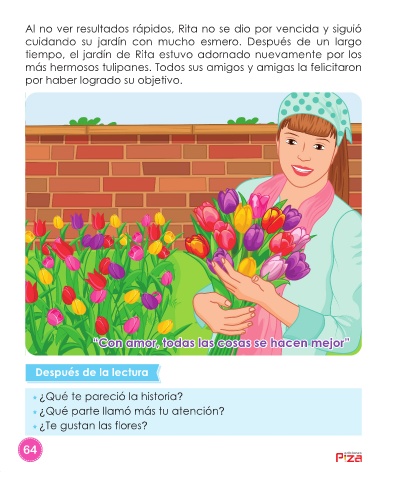 Al no ver resultados rápidos, Rita no se dio por vencida y siguió
cuidando su jardín con mucho esmero. Después de un largo
tiempo, el jardín de Rita estuvo adornado nuevamente por los
más hermosos tulipanes. Todos sus amigos y amigas la felicitaron
por haber logrado su objetivo.
"Con amor, todas las cosas se hacen mejor"
Después de la lectura
• ¿Qué te pareció la historia?
• ¿Qué parte llamó más tu atención?
• ¿Te gustan las flores?
64
Piza